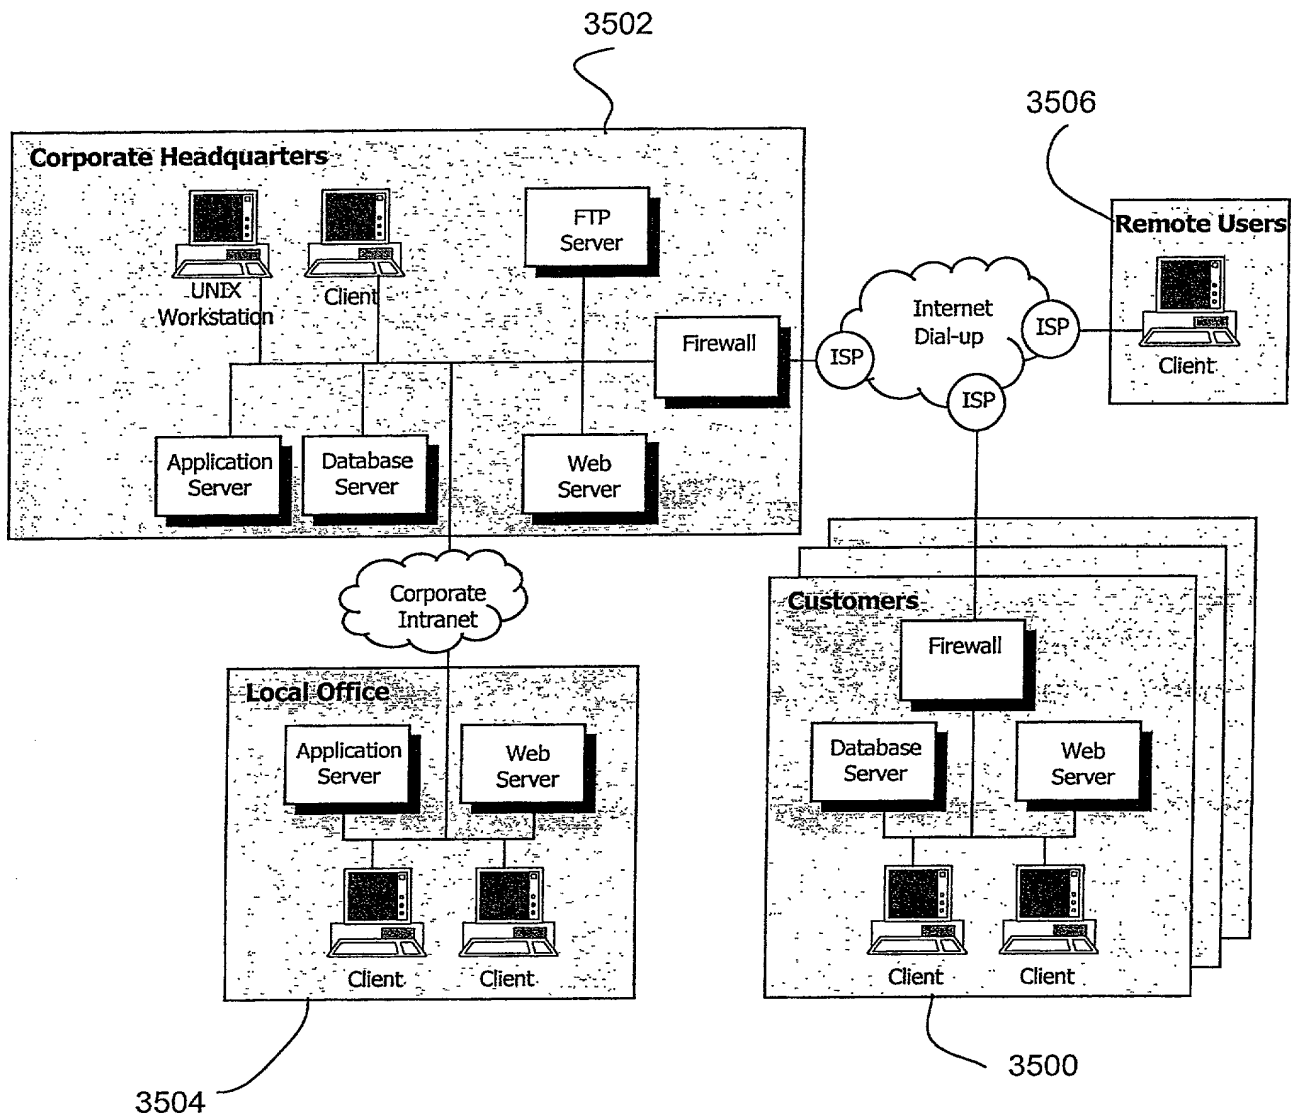 3502
3506
Corporate Headquarters
UNIX
Workstation
Client
FTP
Server
Firewall
Application
Server
Database
Server
Web
Server
ISP
Internet
Dial-up
ISP
ISP
Remote Users
Client
Corporate
Intranet
Local Office
Application
Server
Web
Server
Client
Client
3504
Customers
Firewall
Database
Server
Web
Server
Client
Client
3500